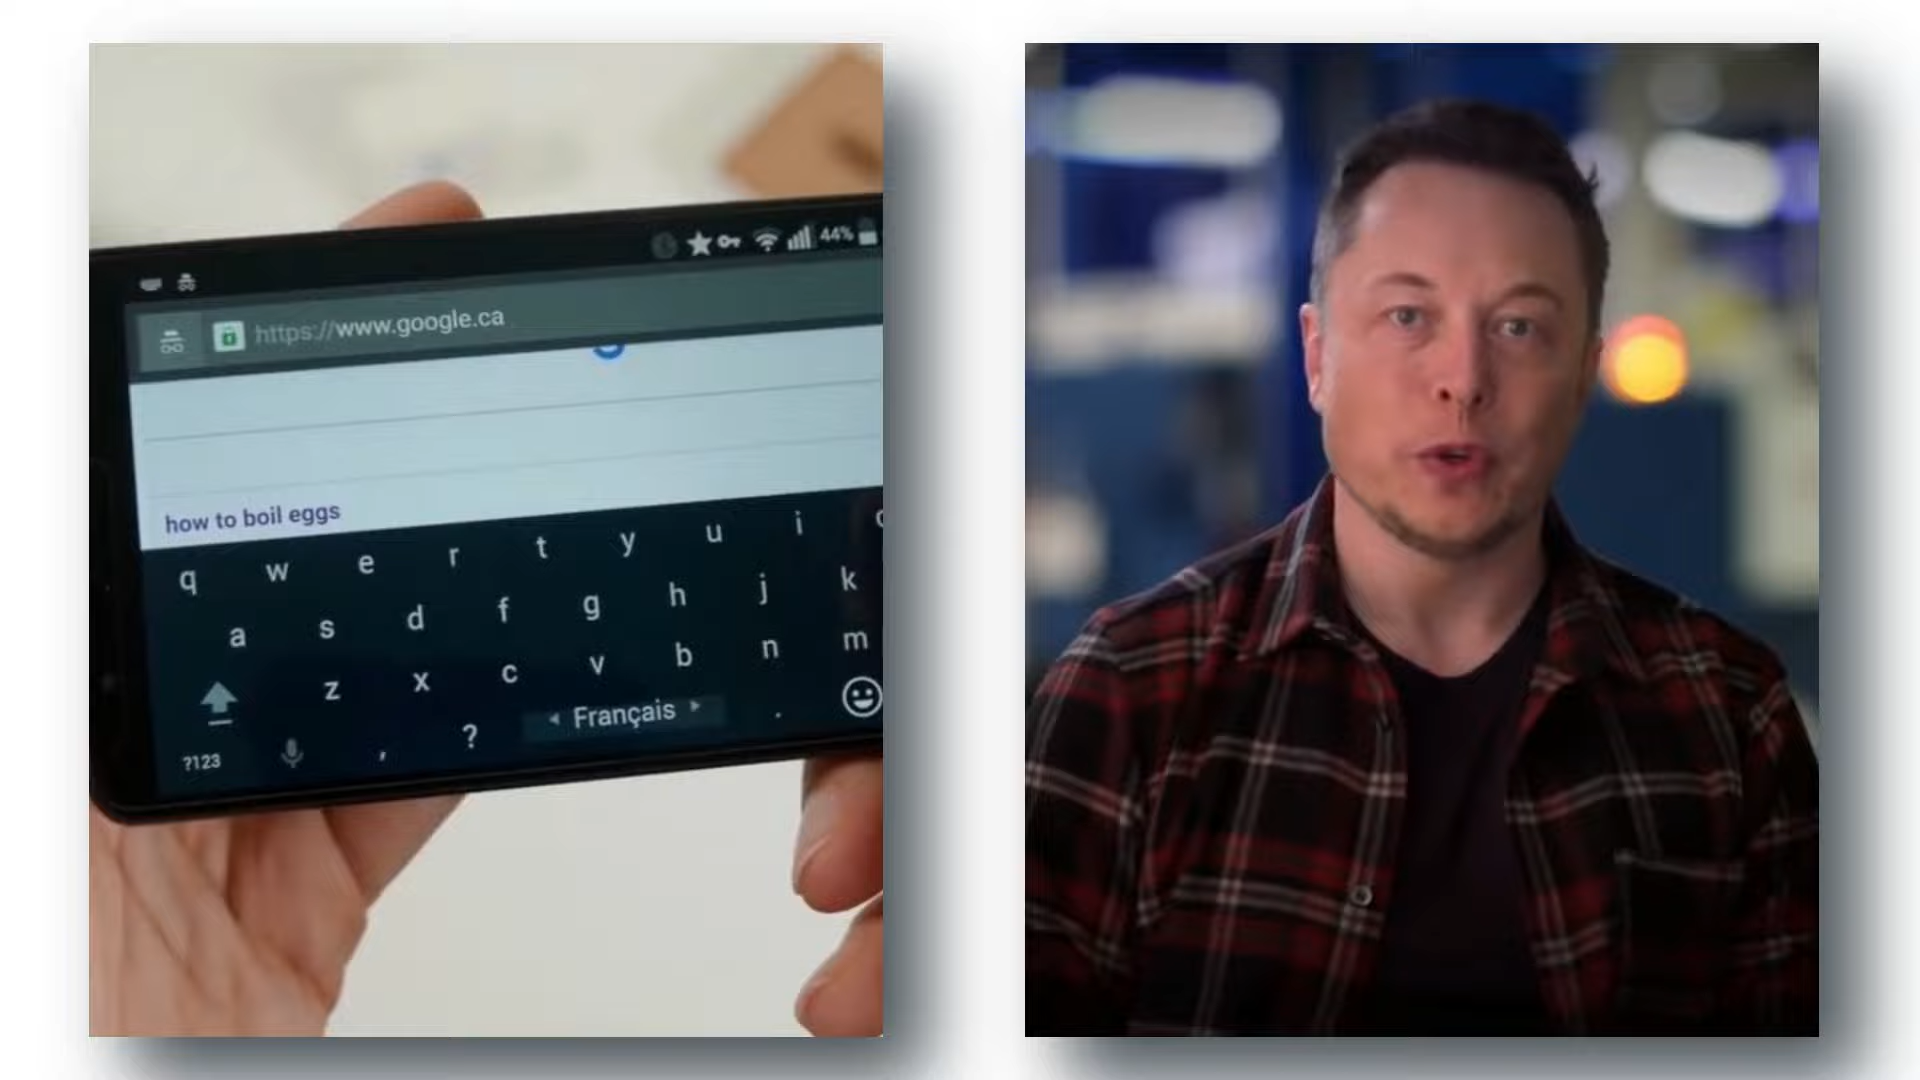 44%
https://www.google.ca
how to boil eggs
q w e r t y u i
a s d f g h j k
z x c v b n m
?123 , ? Français .